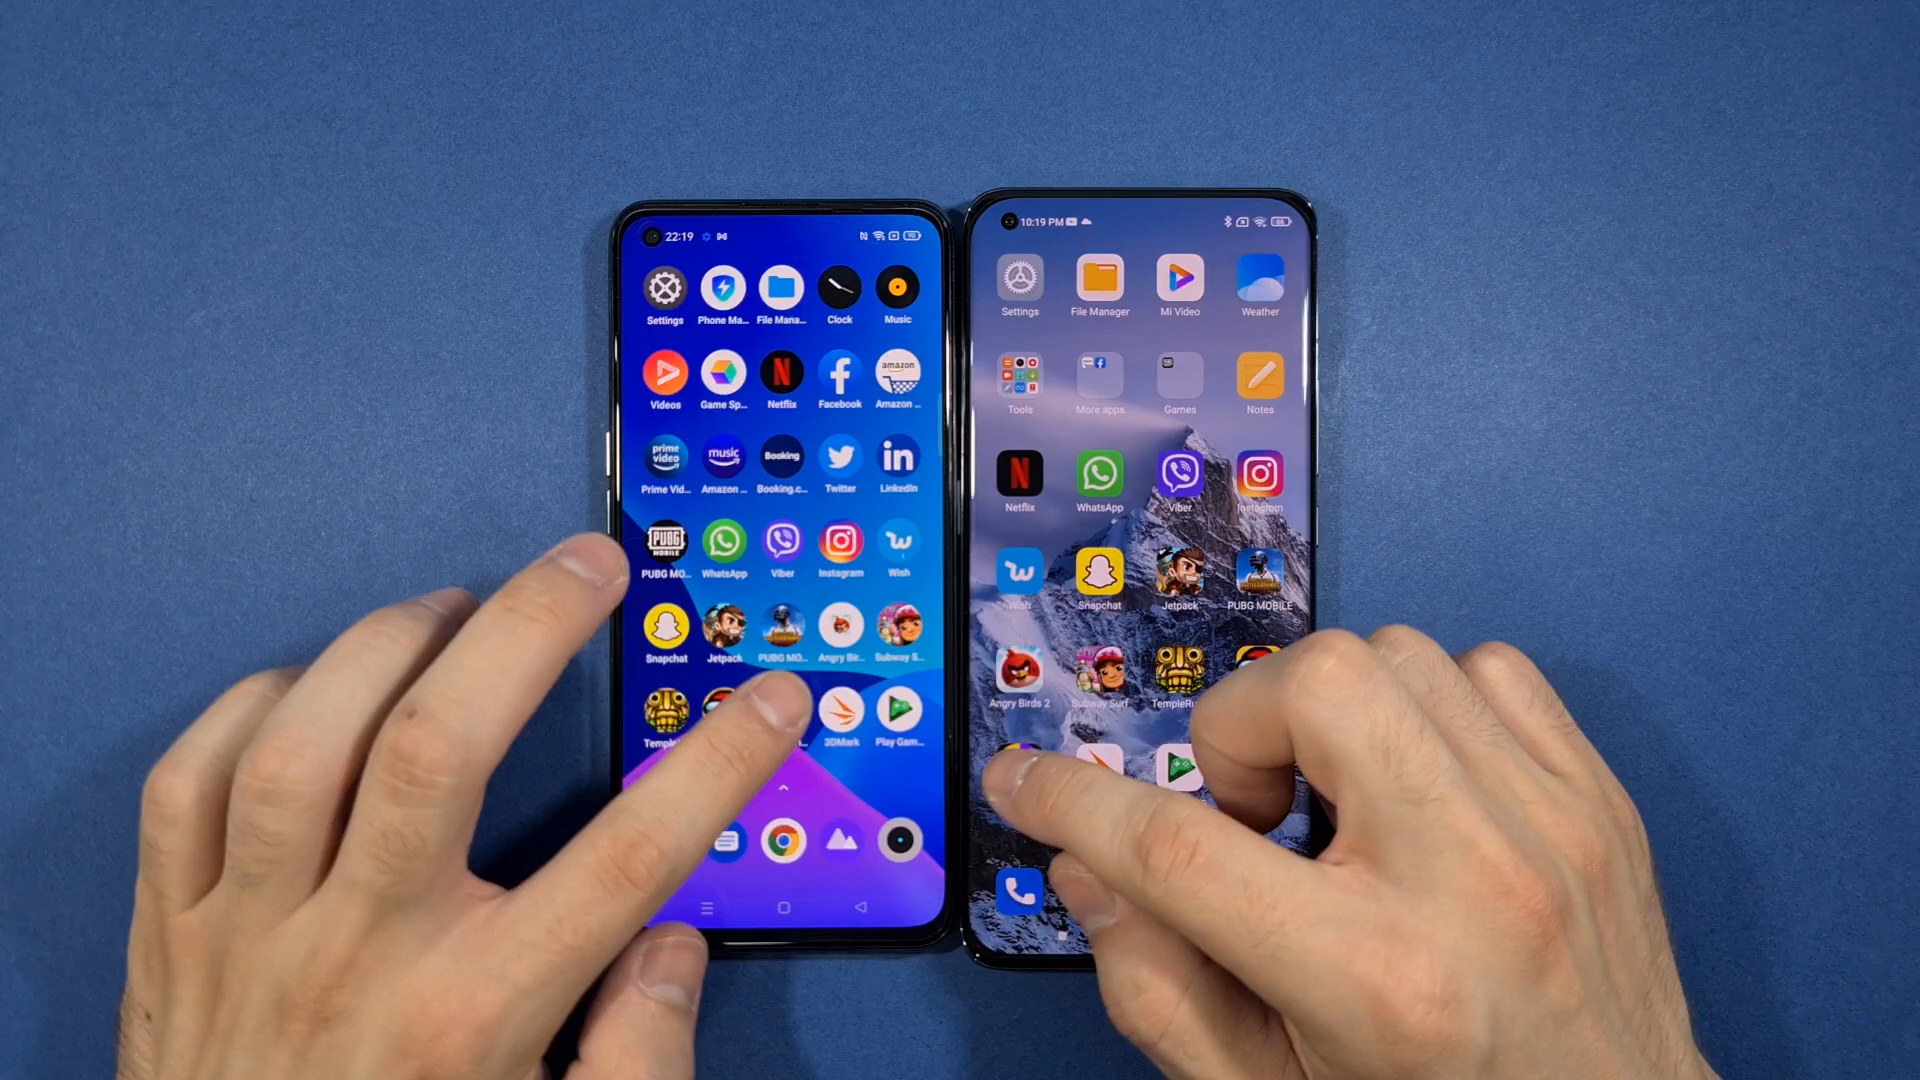 22:19
90
Settings
Phone Ma...
File Mana...
Clock
Music
Videos
Game Sp...
Netflix
Facebook
amazon
Amazon ...
prime video
music
Booking
Prime Vid...
Amazon ...
Booking.c...
Twitter
LinkedIn
PUBG MOBILE
PUBG MO...
WhatsApp
Viber
Instagram
Wish
Snapchat
Jetpack
PUBG MO...
Angry Bir...
Subway S...
3DMark
Play Gam...
10:19 PM
66
Settings
File Manager
Mi Video
Weather
Tools
More apps
Games
Notes
Netflix
WhatsApp
Viber
Instagram
Wish
Snapchat
Jetpack
PUBG MOBILE
Angry Birds 2
Subway Surf